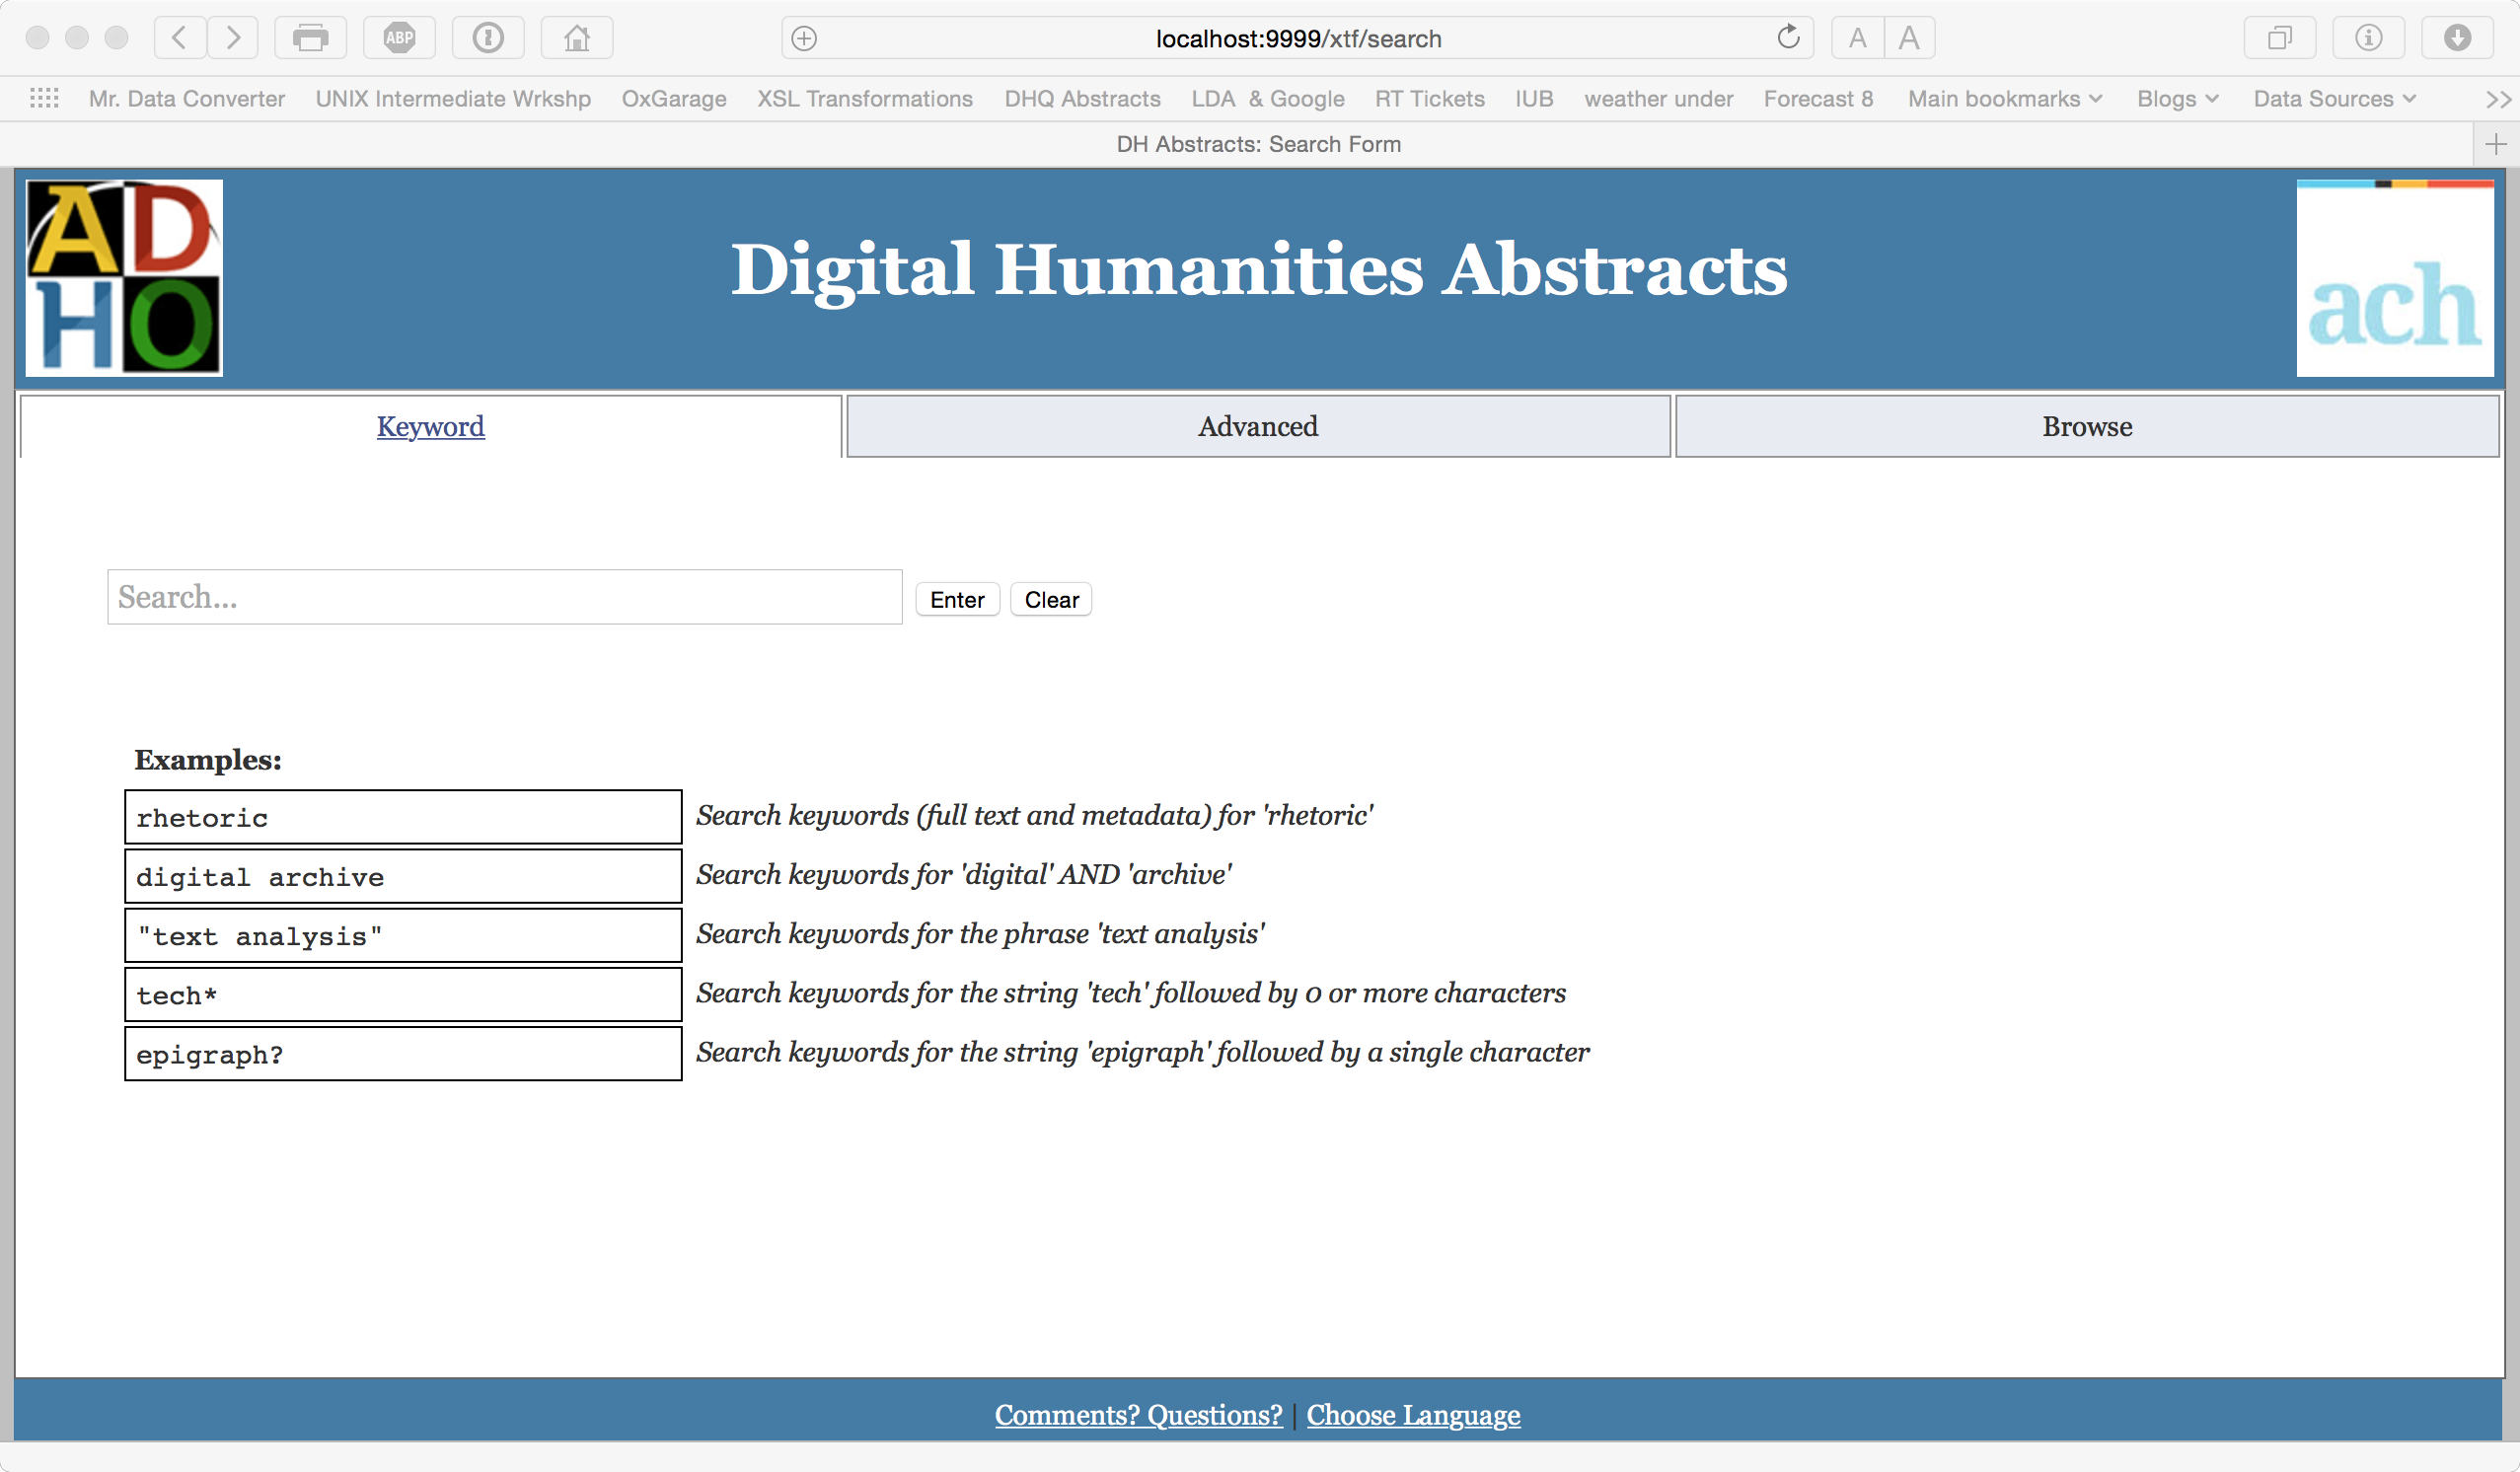 ABP
localhost:9999/xtf/search
A A
Mr. Data Converter UNIX Intermediate Wrkshp OxGarage XSL Transformations DHQ Abstracts LDA & Google RT Tickets IUB weather under Forecast 8 Main bookmarks Blogs Data Sources
DH Abstracts: Search Form
ADHO
Digital Humanities Abstracts
ach
Keyword Advanced Browse
Search... Enter Clear
Examples:
rhetoric Search keywords (full text and metadata) for 'rhetoric'
digital archive Search keywords for 'digital' AND 'archive'
"text analysis" Search keywords for the phrase 'text analysis'
tech* Search keywords for the string 'tech' followed by 0 or more characters
epigraph? Search keywords for the string 'epigraph' followed by a single character
Comments? Questions? | Choose Language